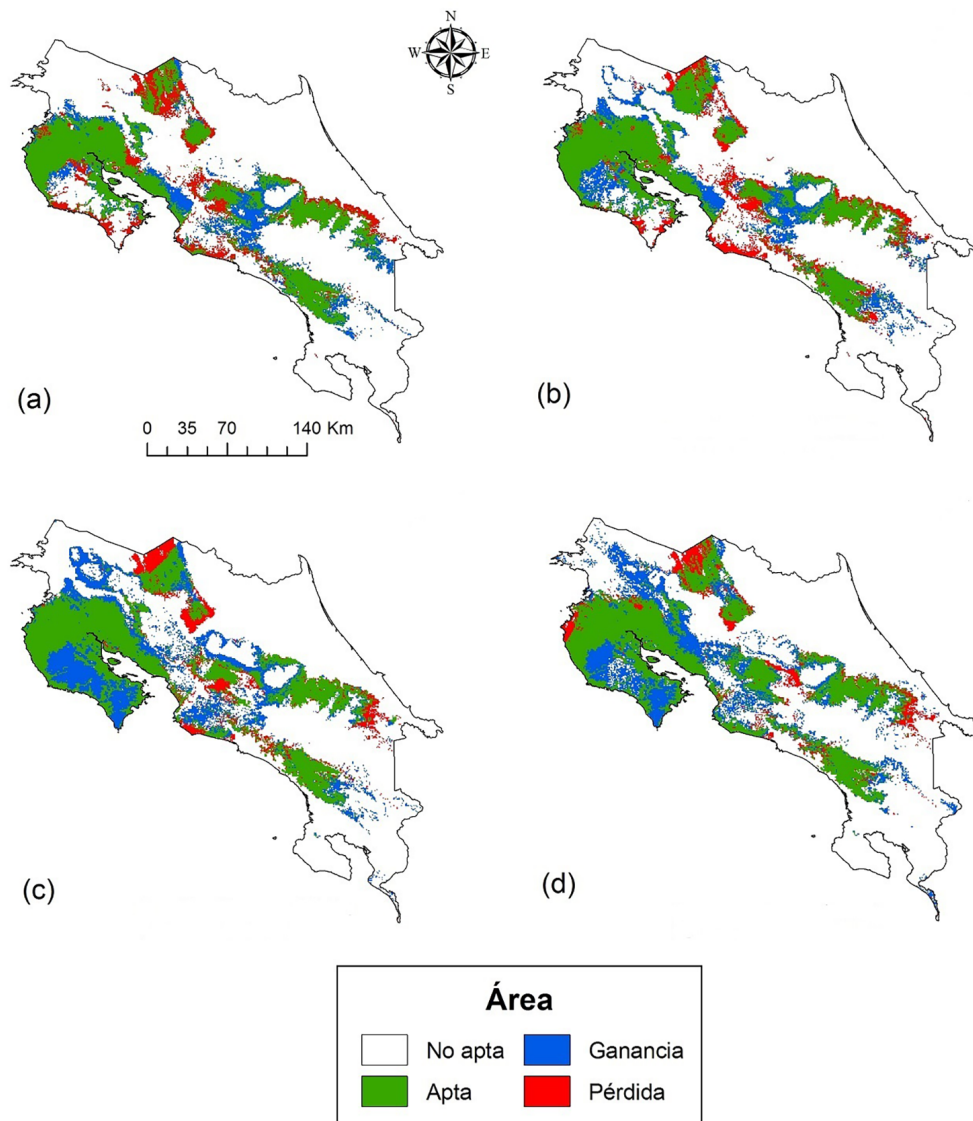 N
W E
S
(a)
(b)
0 35 70 140 Km
(c)
(d)
Área
No apta Ganancia
Apta Pérdida